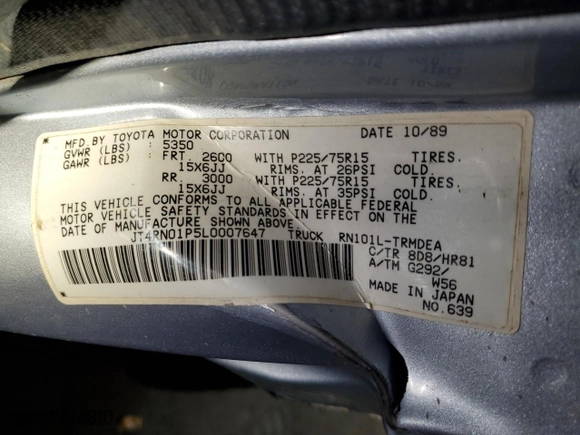 MFD. BY TOYOTA MOTOR CORPORATION DATE 10/89
GVWR (LBS) : 5350
GAWR (LBS) : FRT. 2600 WITH P225/75R15 TIRES.
15X6JJ RIMS. AT 26PSI COLD.
RR. 3000 WITH P225/75R15 TIRES.
15X6JJ RIMS. AT 35PSI COLD.
THIS VEHICLE CONFORMS TO ALL APPLICABLE FEDERAL
MOTOR VEHICLE SAFETY STANDARDS IN EFFECT ON THE
DATE OF MANUFACTURE SHOWN ABOVE.
JT4RN01P5L0007647 TRUCK RN101L-TRMDEA
C/TR 8D8/HR81
A/TM G292/
W56
MADE IN JAPAN
NO.639